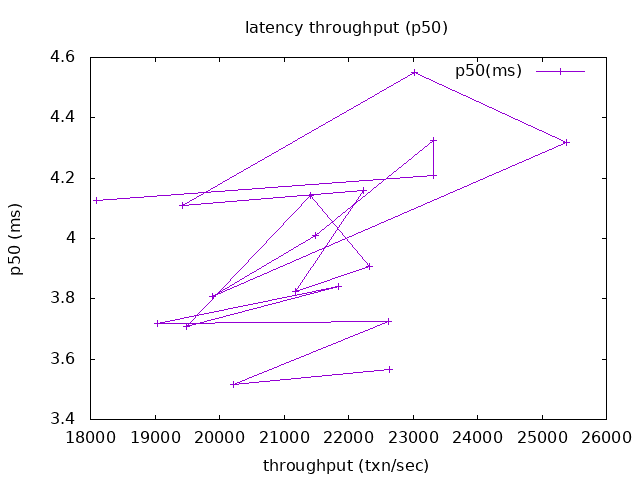 latency throughput (p50)
p50(ms)
4.6
4.4
4.2
4
3.8
3.6
3.4
p50 (ms)
18000 19000 20000 21000 22000 23000 24000 25000 26000
throughput (txn/sec)